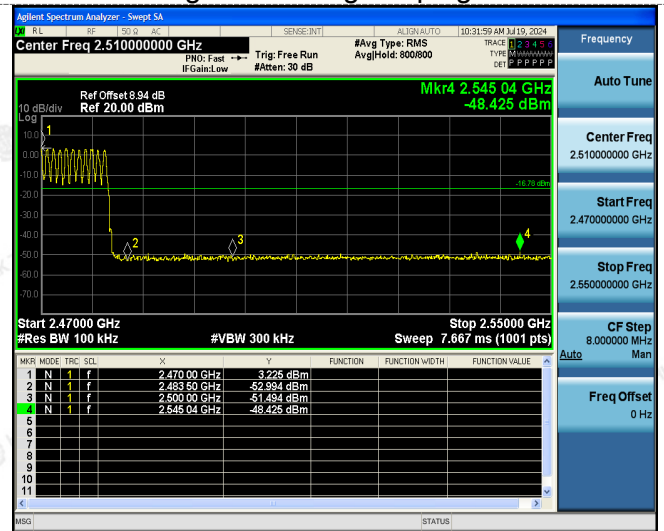 Agilent Spectrum Analyzer - Swept SA
RL RF 50 Ω AC SENSE:INT ALIGN AUTO 10:31:59 AM Jul 19, 2024
Center Freq 2.510000000 GHz
PNO: Fast
IFGain:Low
Trig: Free Run
#Atten: 30 dB
#Avg Type: RMS
Avg|Hold: 800/800
TRACE 1 2 3 4 5 6
TYPE MWWWWW
DET P P P P P P
Frequency
Auto Tune
Center Freq
2.510000000 GHz
Start Freq
2.470000000 GHz
Stop Freq
2.550000000 GHz
CF Step
8.000000 MHz
Auto Man
Freq Offset
0 Hz
Mkr4 2.545 04 GHz
-48.425 dBm
Ref Offset 8.94 dB
10 dB/div Ref 20.00 dBm
Log
10.0
0.00
-10.0
-20.0
-30.0
-40.0
-50.0
-60.0
-70.0
1
2
3
4
-16.78 dBm
Start 2.47000 GHz Stop 2.55000 GHz
#Res BW 100 kHz #VBW 300 kHz Sweep 7.667 ms (1001 pts)
MKR MODE TRC SCL X Y FUNCTION FUNCTION WIDTH FUNCTION VALUE
1 N 1 f 2.470 00 GHz 3.225 dBm
2 N 1 f 2.483 50 GHz -52.994 dBm
3 N 1 f 2.500 00 GHz -51.494 dBm
4 N 1 f 2.545 04 GHz -48.425 dBm
5
6
7
8
9
10
11
MSG STATUS